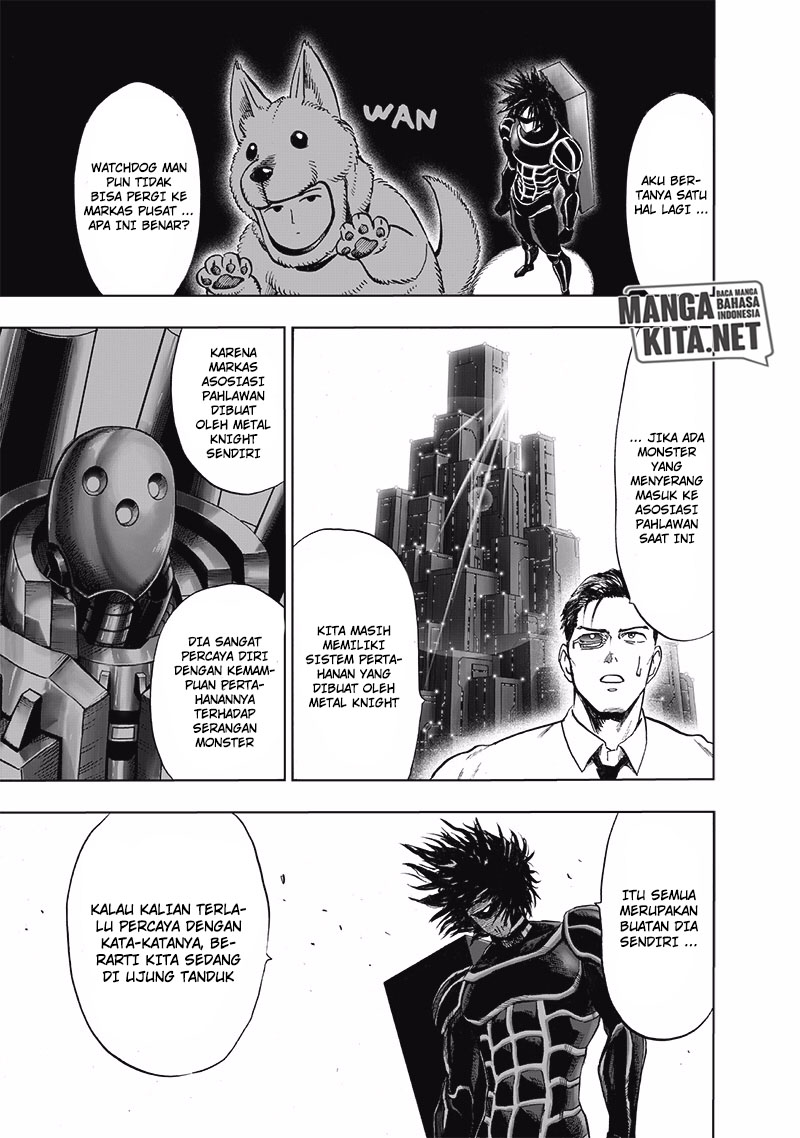 AKU BER-
TANYA SATU
HAL LAGI ...
WAN
WATCHDOG MAN
PUN TIDAK
BISA PERGI KE
MARKAS PUSAT ...
APA INI BENAR?
MANGA
KITA.NET
BACA MANGA
BAHASA
INDONESIA
... JIKA ADA
MONSTER
YANG
MENYERANG
MASUK KE
ASOSIASI
PAHLAWAN
SAAT INI
KITA MASIH
MEMILIKI
SISTEM PERTA-
HANAN YANG
DIBUAT OLEH
METAL KNIGHT
KARENA
MARKAS
ASOSIASI
PAHLAWAN
DIBUAT
OLEH METAL
KNIGHT
SENDIRI
DIA SANGAT
PERCAYA DIRI
DENGAN KEMAM-
PUAN PERTA-
HANANNYA
TERHADAP
SERANGAN
MONSTER
ITU SEMUA
MERUPAKAN
BUATAN DIA
SENDIRI ...
KALAU KALIAN TERLA-
LU PERCAYA DENGAN
KATA-KATANYA, BE-
RARTI KITA SEDANG
DI UJUNG TANDUK